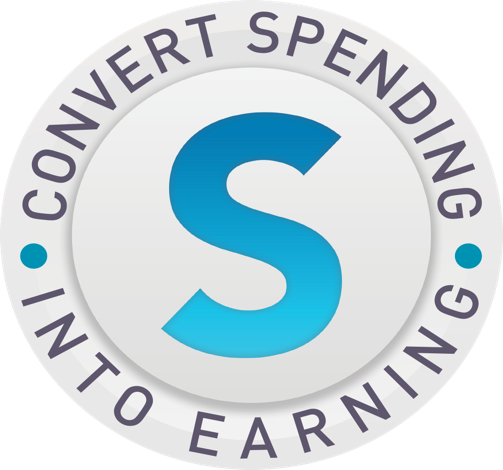 CONVERT SPENDING
S
INTO EARNING